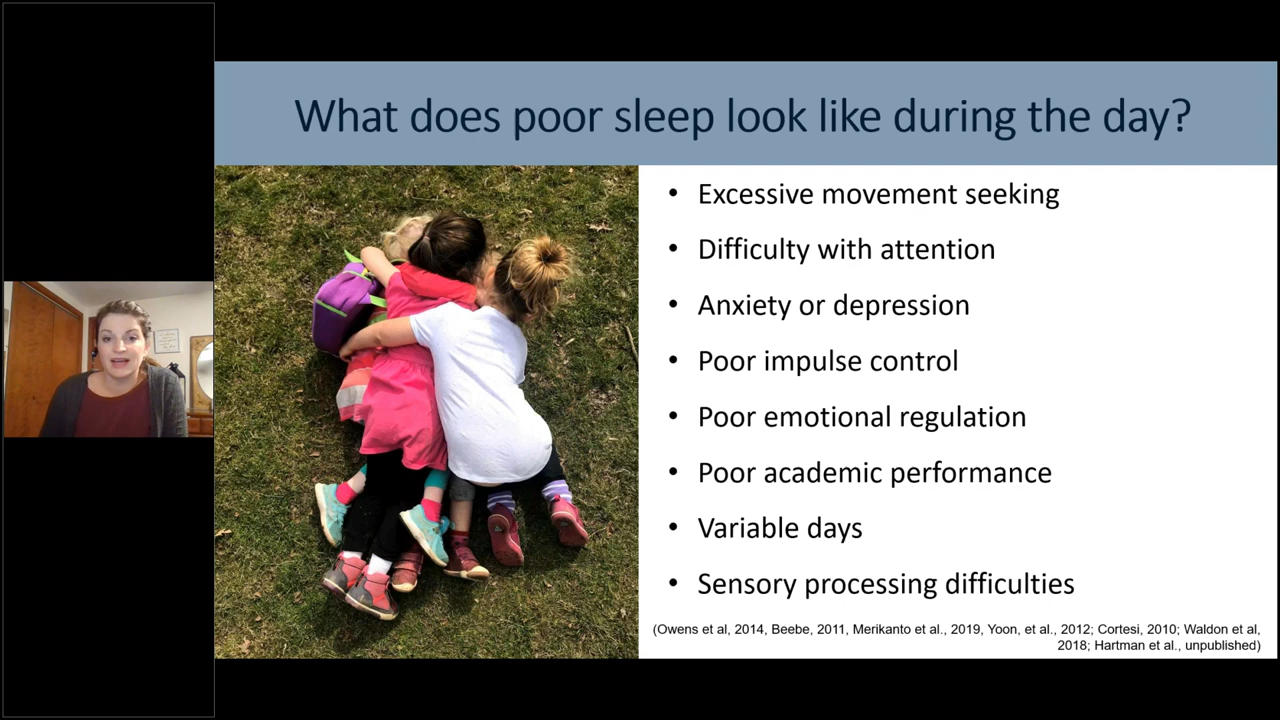 What does poor sleep look like during the day?
• Excessive movement seeking
• Difficulty with attention
• Anxiety or depression
• Poor impulse control
• Poor emotional regulation
• Poor academic performance
• Variable days
• Sensory processing difficulties
(Owens et al, 2014, Beebe, 2011, Merikanto et al., 2019, Yoon, et al., 2012; Cortesi, 2010; Waldon et al,
2018; Hartman et al., unpublished)